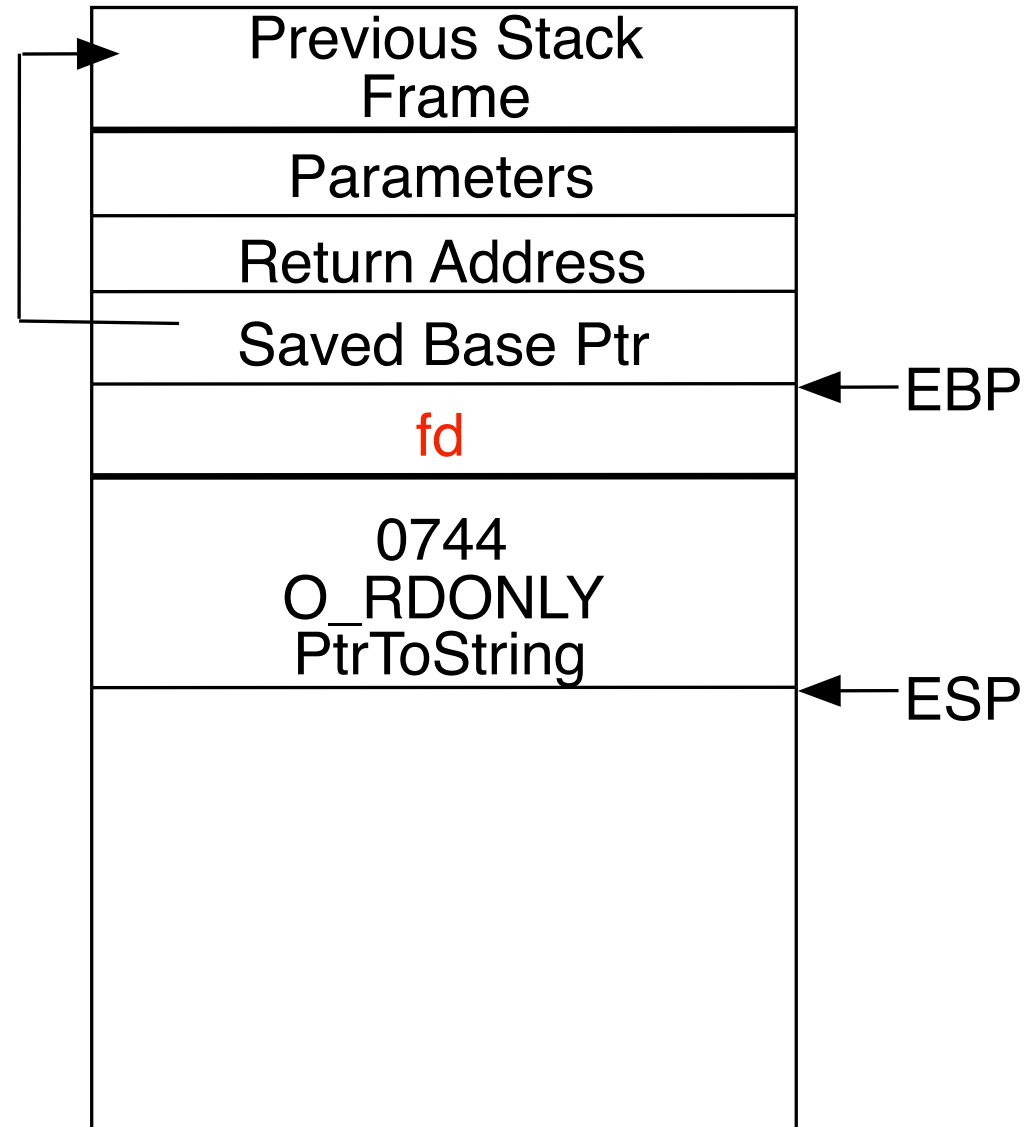 Previous Stack
Frame
Parameters
Return Address
Saved Base Ptr
EBP
fd
0744
O_RDONLY
PtrToString
ESP